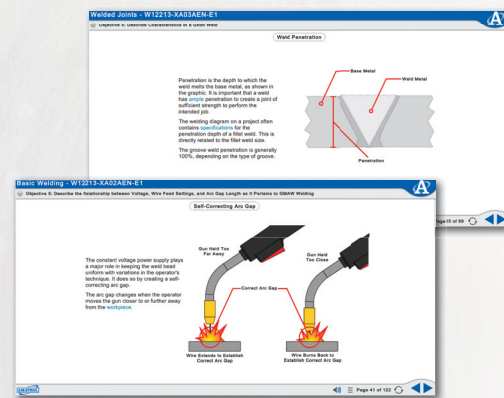 Welded Joints - W12213-XA03AEN-E1
Objective 5: Describe Characteristics of a Good Weld
Weld Penetration
Penetration is the depth to which the
weld melts the base metal, as shown in
the graphic. It is important that a weld
has ample penetration to create a joint of
sufficient strength to perform the
intended job.
The welding diagram on a project often
contains specifications for the
penetration depth of a fillet weld. This is
directly related to the fillet weld size.
The groove weld penetration is generally
100%, depending on the type of groove.
Base Metal
Weld Metal
Penetration
Page 35 of 88
Basic Welding - W12213-XA02AEN-E1
Objective 8: Describe the Relationship between Voltage, Wire Feed Settings, and Arc Gap Length as it Pertains to GMAW Welding
Self-Correcting Arc Gap
The constant voltage power supply plays
a major role in keeping the weld bead
uniform with variations in the operator's
technique. It does so by creating a self-
correcting arc gap.
The arc gap changes when the operator
moves the gun closer to or further away
from the workpiece.
Gun Held Too
Far Away
Gun Held
Too Close
Correct Arc Gap
Wire Extends to Establish
Correct Arc Gap
Wire Burns Back to
Establish Correct Arc Gap
AMATROL
Page 41 of 122